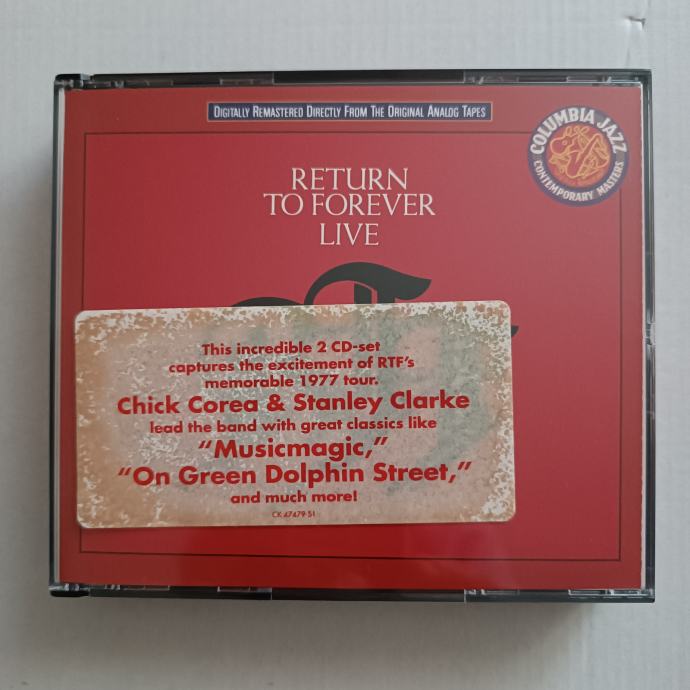 DIGITALLY REMASTERED DIRECTLY FROM THE ORIGINAL ANALOG TAPES
COLUMBIA JAZZ
CONTEMPORARY MASTERS
RETURN
TO FOREVER
LIVE
This incredible 2 CD-set
captures the excitement of RTF's
memorable 1977 tour.
Chick Corea & Stanley Clarke
lead the band with great classics like
“Musicmagic,”
“On Green Dolphin Street,”
and much more!
CK 47479-S1